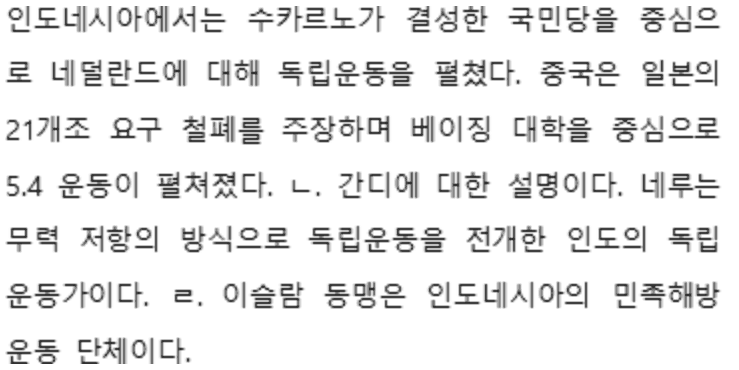 인도네시아에서는 수카르노가 결성한 국민당을 중심으
로 네덜란드에 대해 독립운동을 펼쳤다. 중국은 일본의
21개조 요구 철폐를 주장하며 베이징 대학을 중심으로
5.4 운동이 펼쳐졌다. ㄴ. 간디에 대한 설명이다. 네루는
무력 저항의 방식으로 독립운동을 전개한 인도의 독립
운동가이다. ㄹ. 이슬람 동맹은 인도네시아의 민족해방
운동 단체이다.